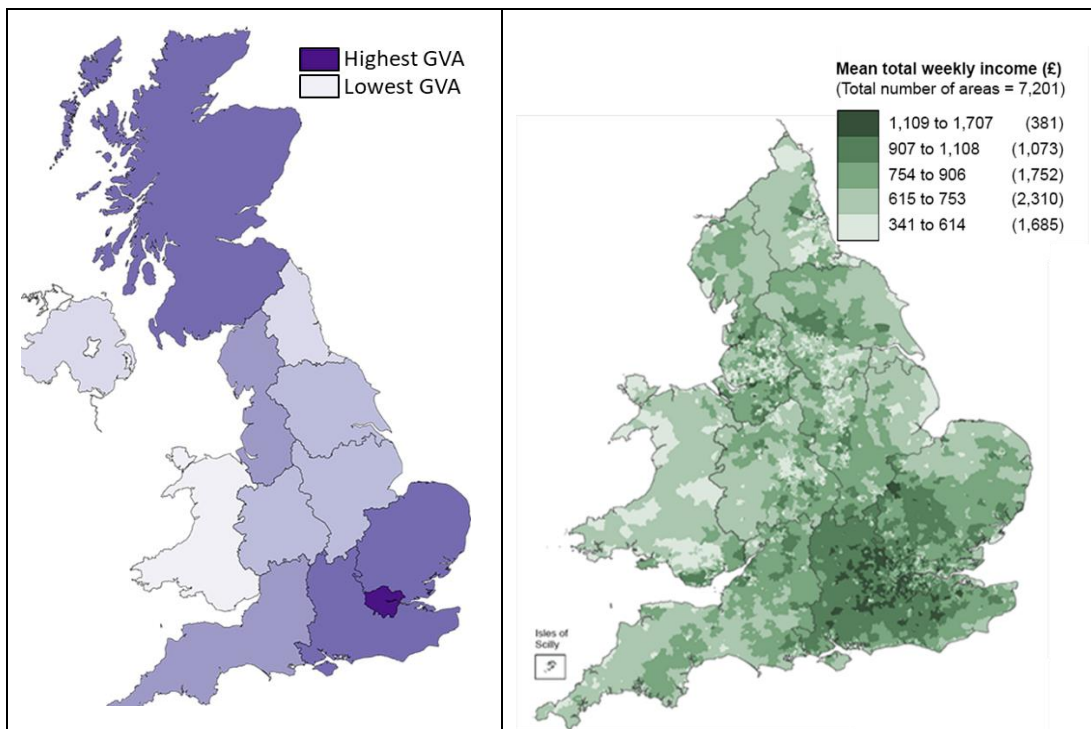 Highest GVA
Lowest GVA
Mean total weekly income (£)
(Total number of areas = 7,201)
1,109 to 1,707 (381)
907 to 1,108 (1,073)
754 to 906 (1,752)
615 to 753 (2,310)
341 to 614 (1,685)
Isles of
Scilly